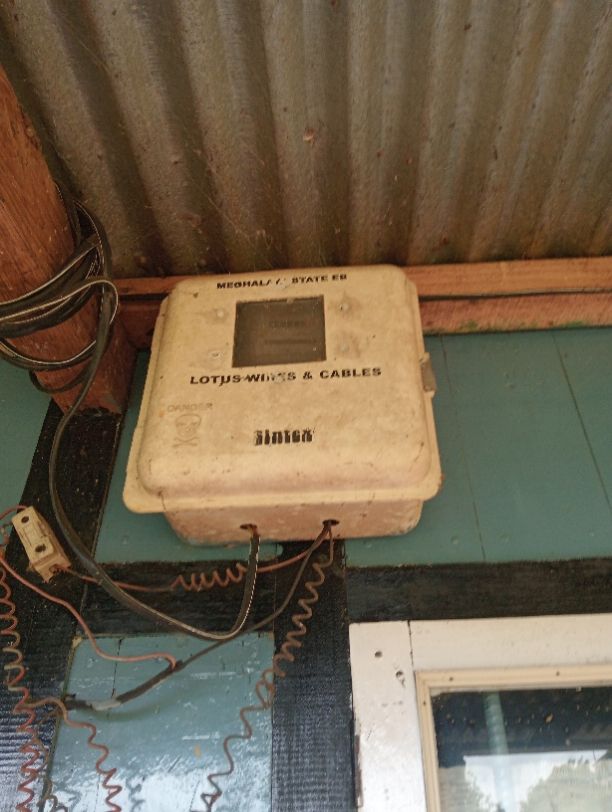 STATE EB
LOTUS WIRES & CABLES
DANGER
Sintex